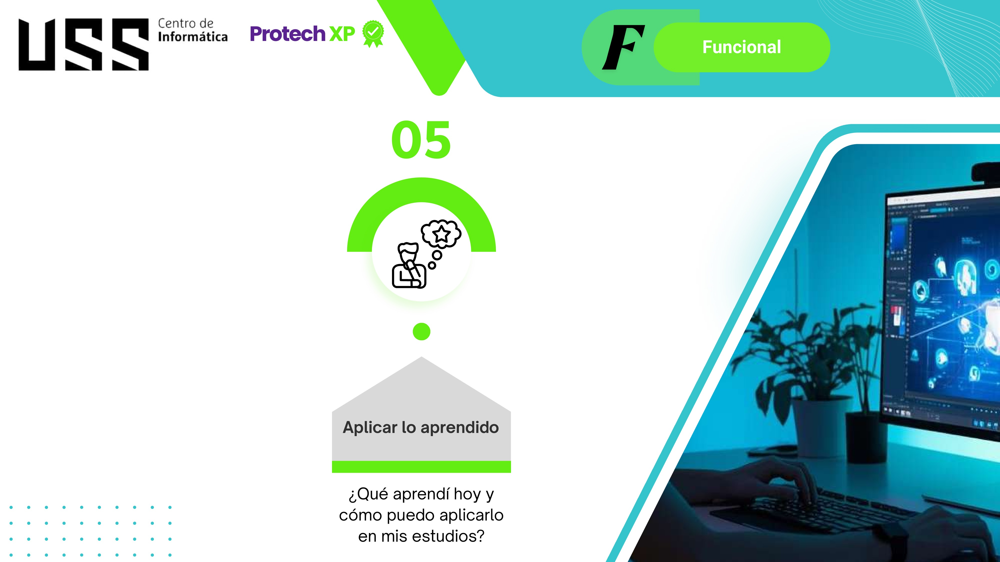 USS
Centro de
Informática
Protech XP
F
Funcional
05
Aplicar lo aprendido
¿Qué aprendí hoy y
cómo puedo aplicarlo
en mis estudios?